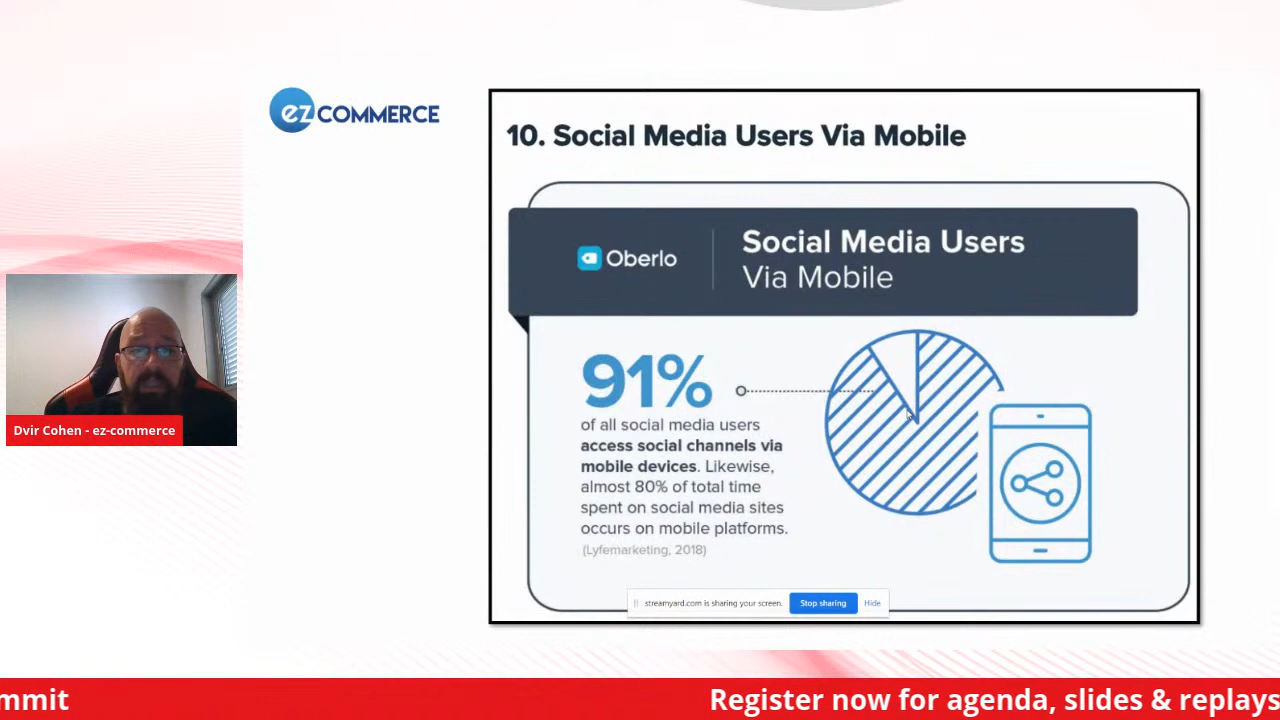 ez COMMERCE
10. Social Media Users Via Mobile
Oberlo
Social Media Users
Via Mobile
91%
of all social media users
access social channels via
mobile devices. Likewise,
almost 80% of total time
spent on social media sites
occurs on mobile platforms.
(Lyfemarketing, 2018)
streamyard.com is sharing your screen.
Stop sharing
Hide
Dvir Cohen - ez-commerce
mmit
Register now for agenda, slides & replays